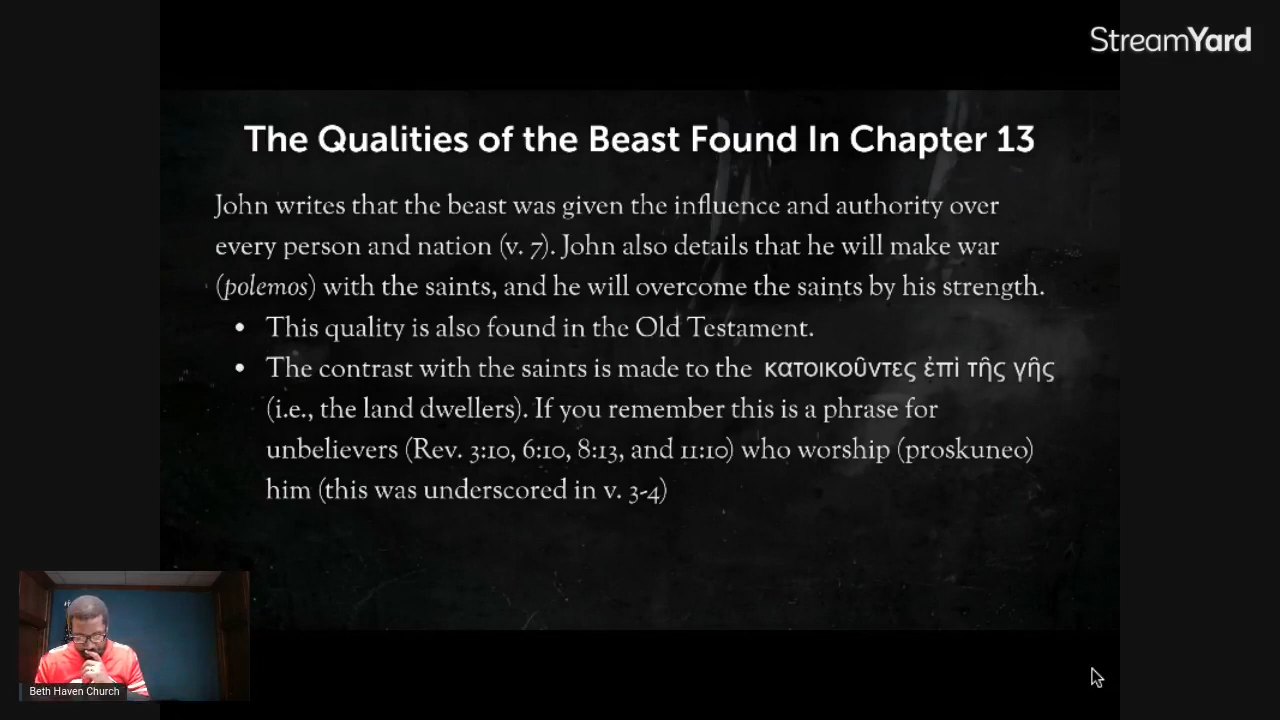 StreamYard
The Qualities of the Beast Found In Chapter 13
John writes that the beast was given the influence and authority over
every person and nation (v. 7). John also details that he will make war
(polemos) with the saints, and he will overcome the saints by his strength.
• This quality is also found in the Old Testament.
• The contrast with the saints is made to the κατοικοῦντες ἐπὶ τῆς γῆς
(i.e., the land dwellers). If you remember this is a phrase for
unbelievers (Rev. 3:10, 6:10, 8:13, and 11:10) who worship (proskuneo)
him (this was underscored in v. 3-4)
Beth Haven Church